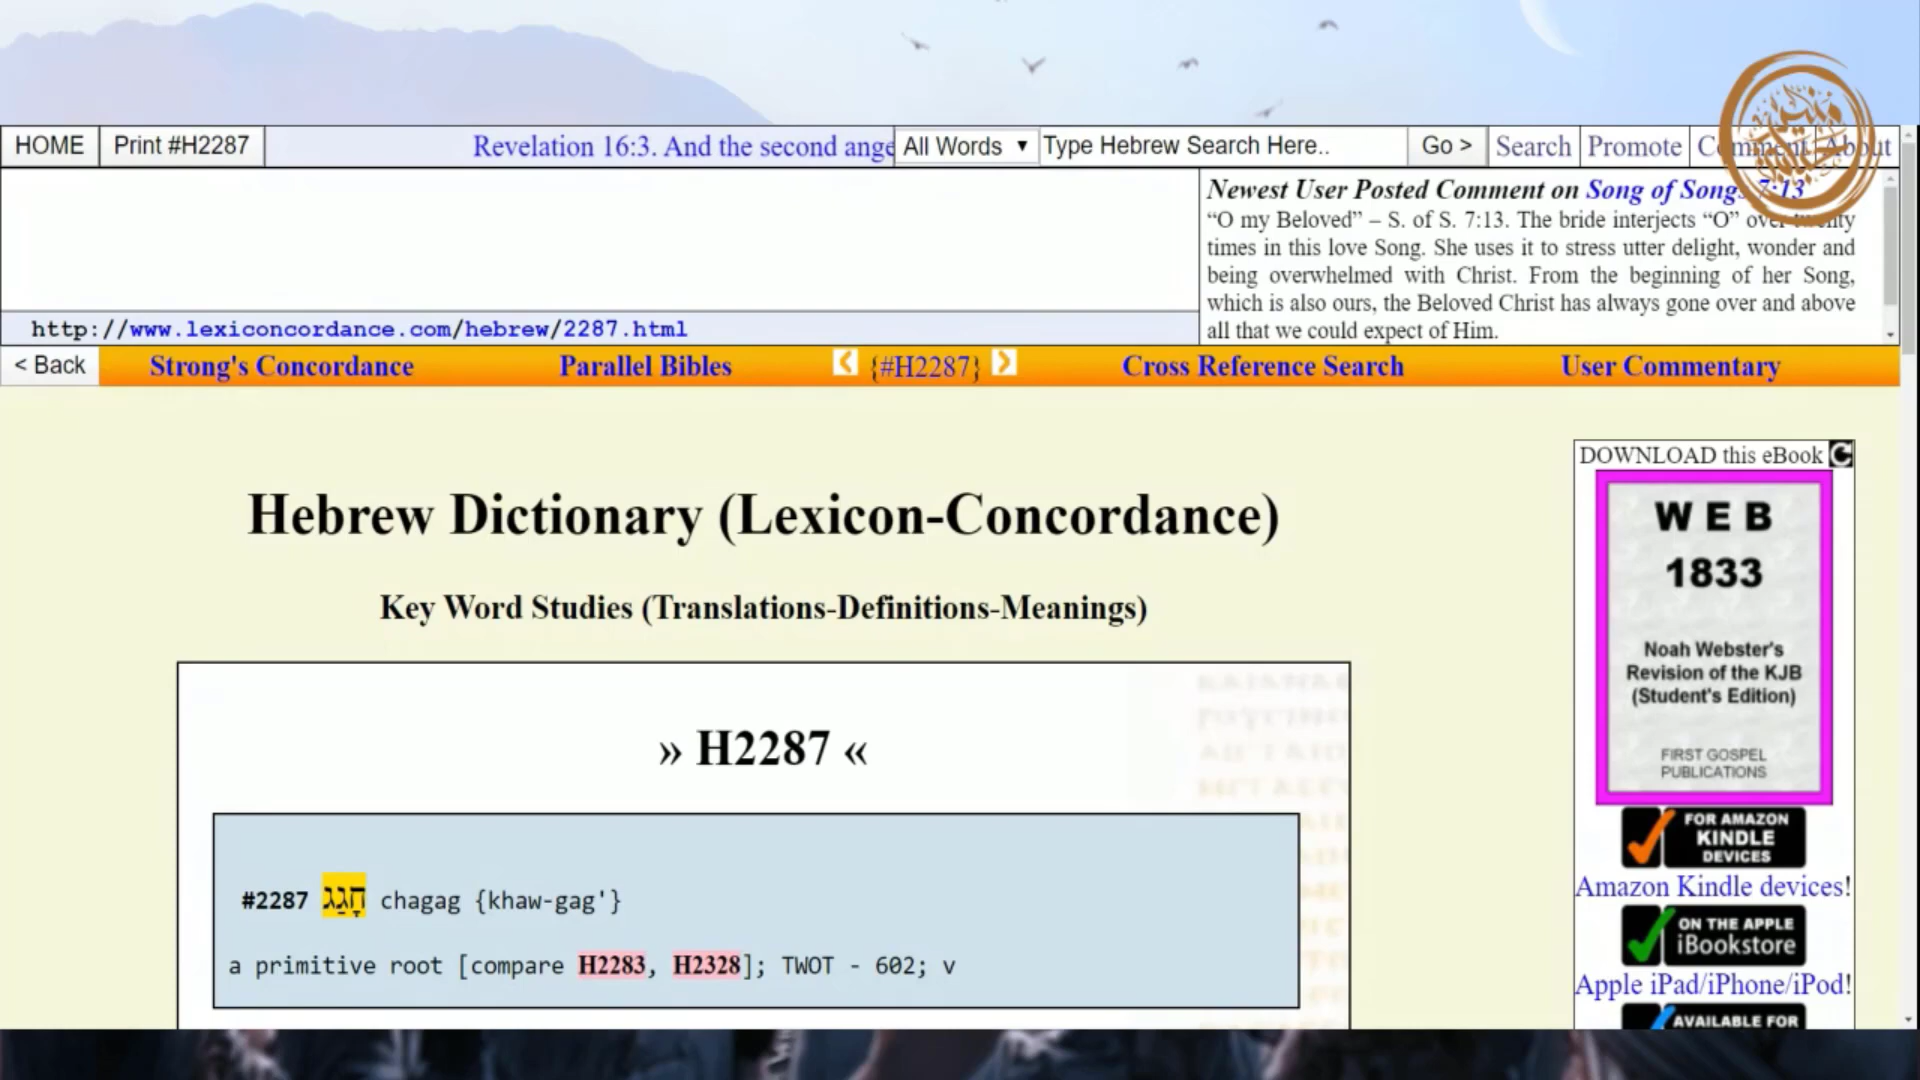 HOME
Print #H2287
Revelation 16:3. And the second ange
All Words ▼
Type Hebrew Search Here..
Go >
Search
Promote
About
Newest User Posted Comment on Song of Songs 7:13
“O my Beloved” – S. of S. 7:13. The bride interjects “O” over twenty
times in this love Song. She uses it to stress utter delight, wonder and
being overwhelmed with Christ. From the beginning of her Song,
which is also ours, the Beloved Christ has always gone over and above
all that we could expect of Him.
http://www.lexiconcordance.com/hebrew/2287.html
< Back
Strong's Concordance
Parallel Bibles
{#H2287}
Cross Reference Search
User Commentary
Hebrew Dictionary (Lexicon-Concordance)
Key Word Studies (Translations-Definitions-Meanings)
» H2287 «
#2287 חָגַג chagag {khaw-gag'}
a primitive root [compare H2283, H2328]; TWOT - 602; v
DOWNLOAD this eBook
WEB
1833
Noah Webster's
Revision of the KJB
(Student's Edition)
FIRST GOSPEL
PUBLICATIONS
FOR AMAZON
KINDLE
DEVICES
Amazon Kindle devices!
ON THE APPLE
iBookstore
Apple iPad/iPhone/iPod!
AVAILABLE FOR